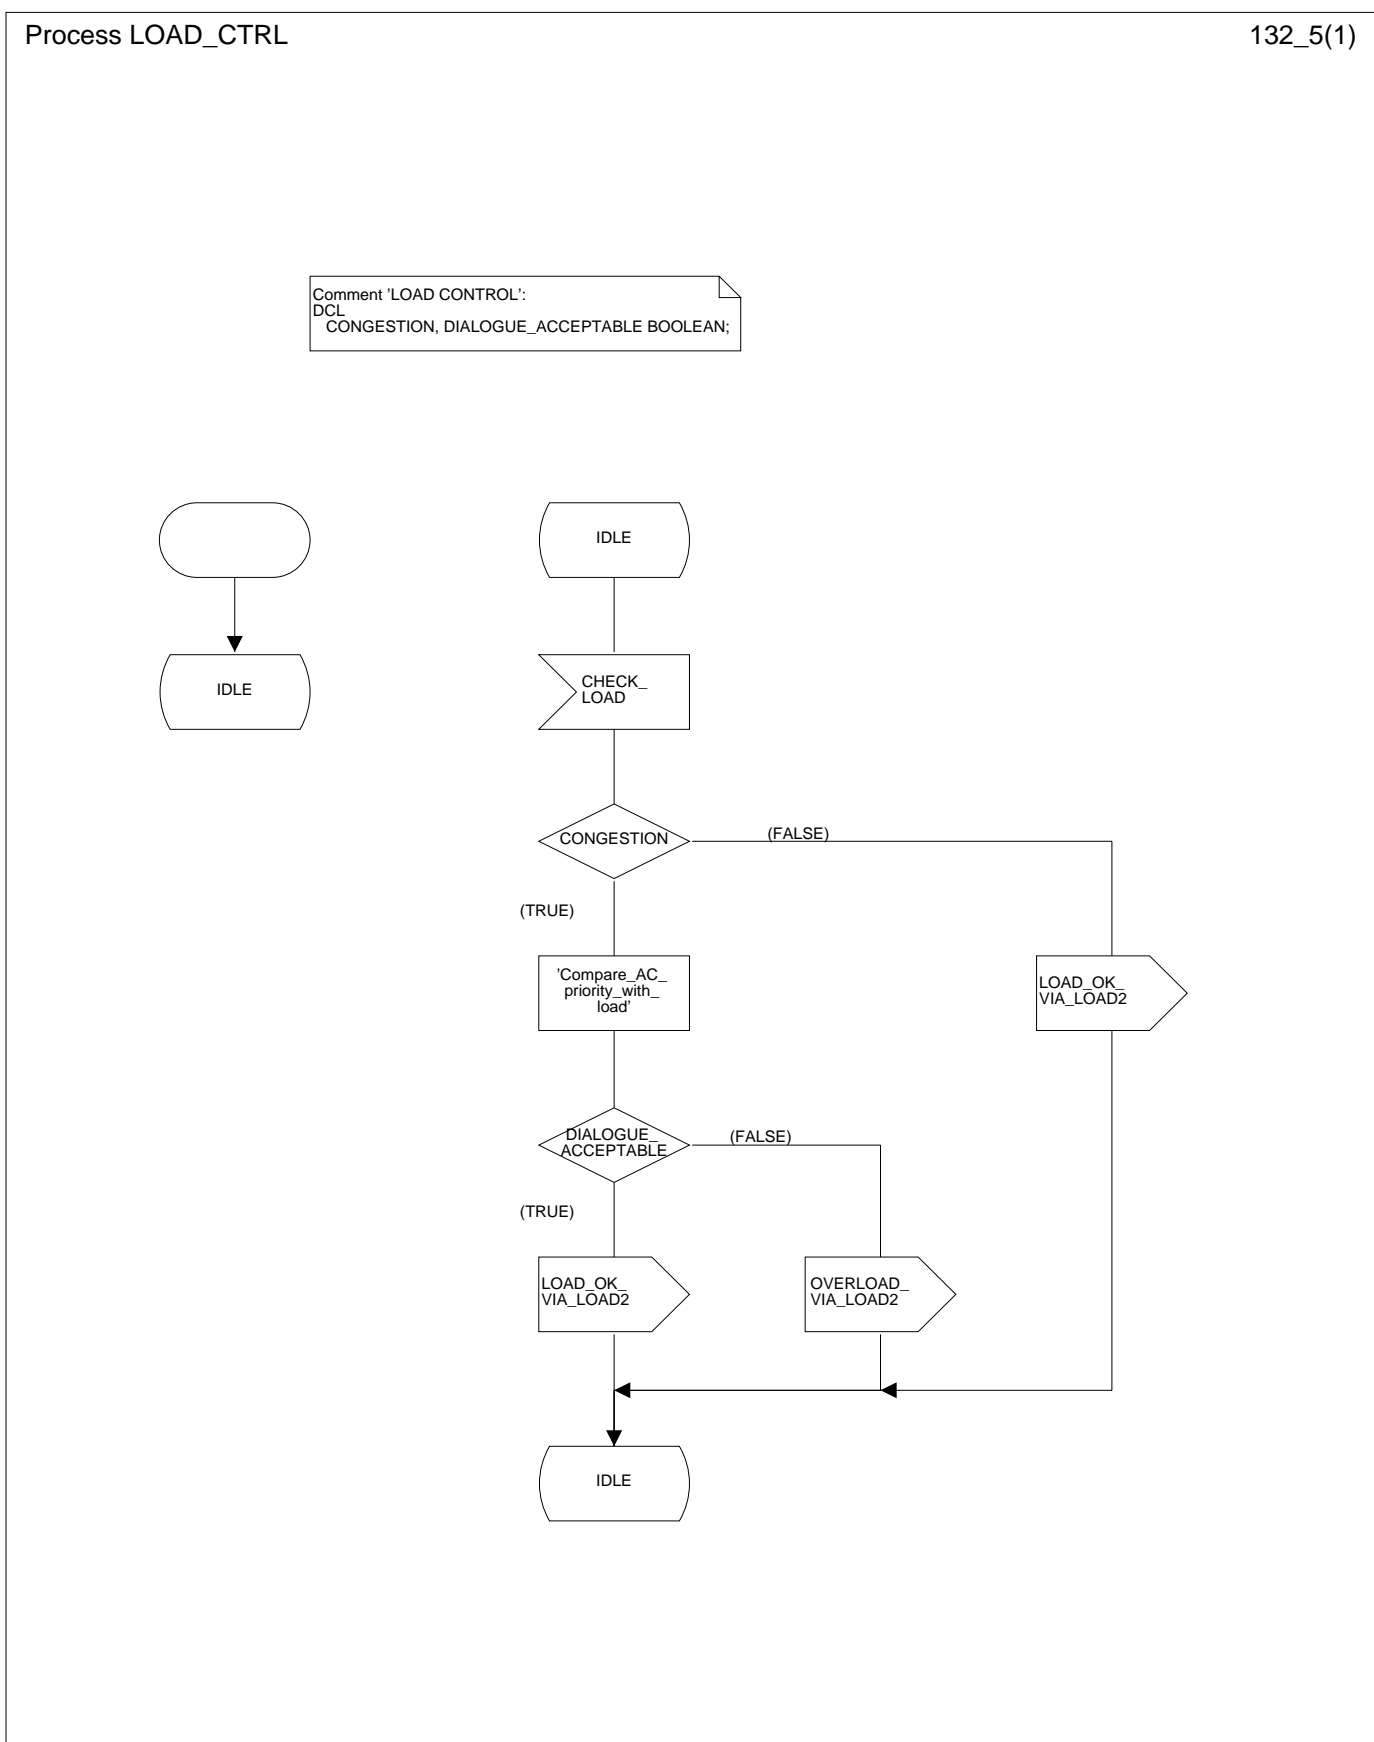 Process LOAD_CTRL
132_5(1)
Comment 'LOAD CONTROL':
DCL
CONGESTION, DIALOGUE_ACCEPTABLE BOOLEAN;
IDLE
IDLE
CHECK_
LOAD
CONGESTION
(FALSE)
(TRUE)
'Compare_AC_
priority_with_
load'
LOAD_OK_
VIA_LOAD2
DIALOGUE_
ACCEPTABLE
(FALSE)
(TRUE)
LOAD_OK_
VIA_LOAD2
OVERLOAD_
VIA_LOAD2
IDLE